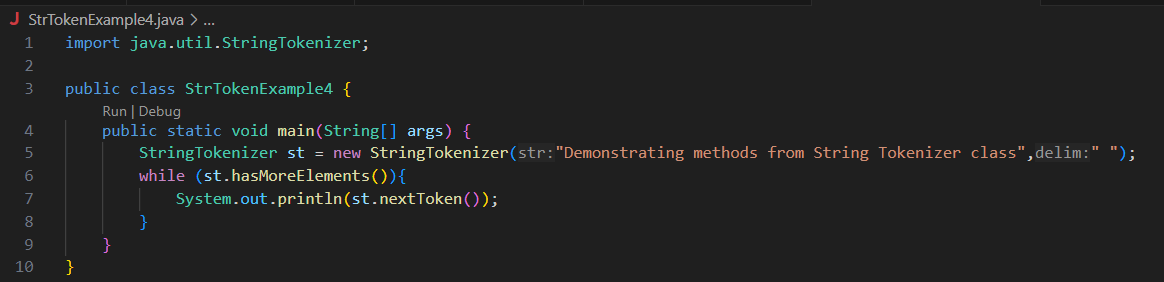 J StrTokenExample4.java > ...
1 import java.util.StringTokenizer;
2
3 public class StrTokenExample4 {
Run | Debug
4 public static void main(String[] args) {
5 StringTokenizer st = new StringTokenizer(str:"Demonstrating methods from String Tokenizer class",delim:" ");
6 while (st.hasMoreElements()){
7 System.out.println(st.nextToken());
8 }
9 }
10 }